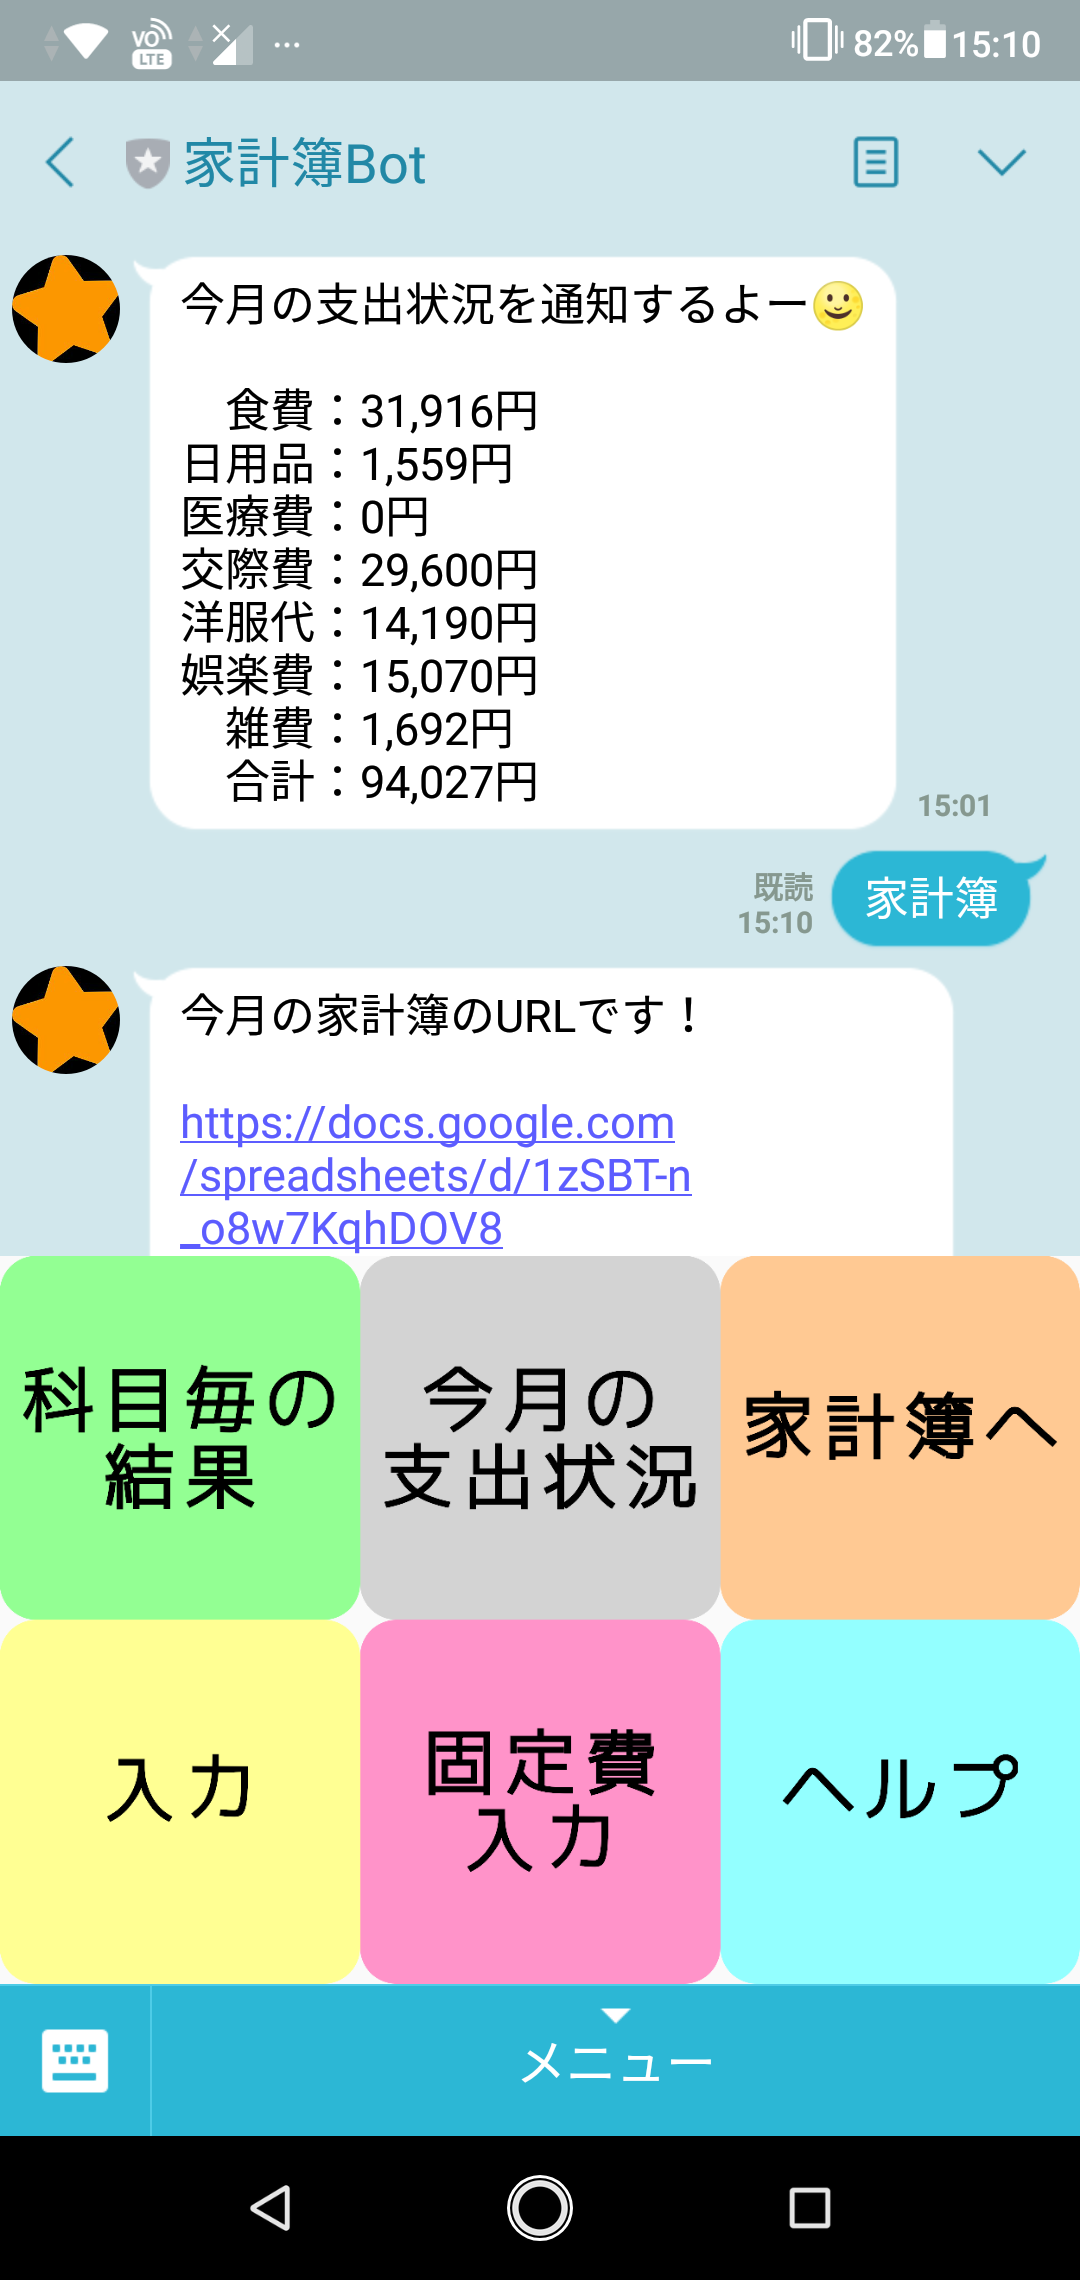 VO LTE 82% 15:10
家計簿Bot
今月の支出状況を通知するよー
食費：31,916円
日用品：1,559円
医療費：0円
交際費：29,600円
洋服代：14,190円
娯楽費：15,070円
雑費：1,692円
合計：94,027円
15:01
既読
15:10
家計簿
今月の家計簿のURLです！
https://docs.google.com
/spreadsheets/d/1zSBT-n
_o8w7KqhDOV8
科目毎の
結果
今月の
支出状況
家計簿へ
入力
固定費
入力
ヘルプ
メニュー